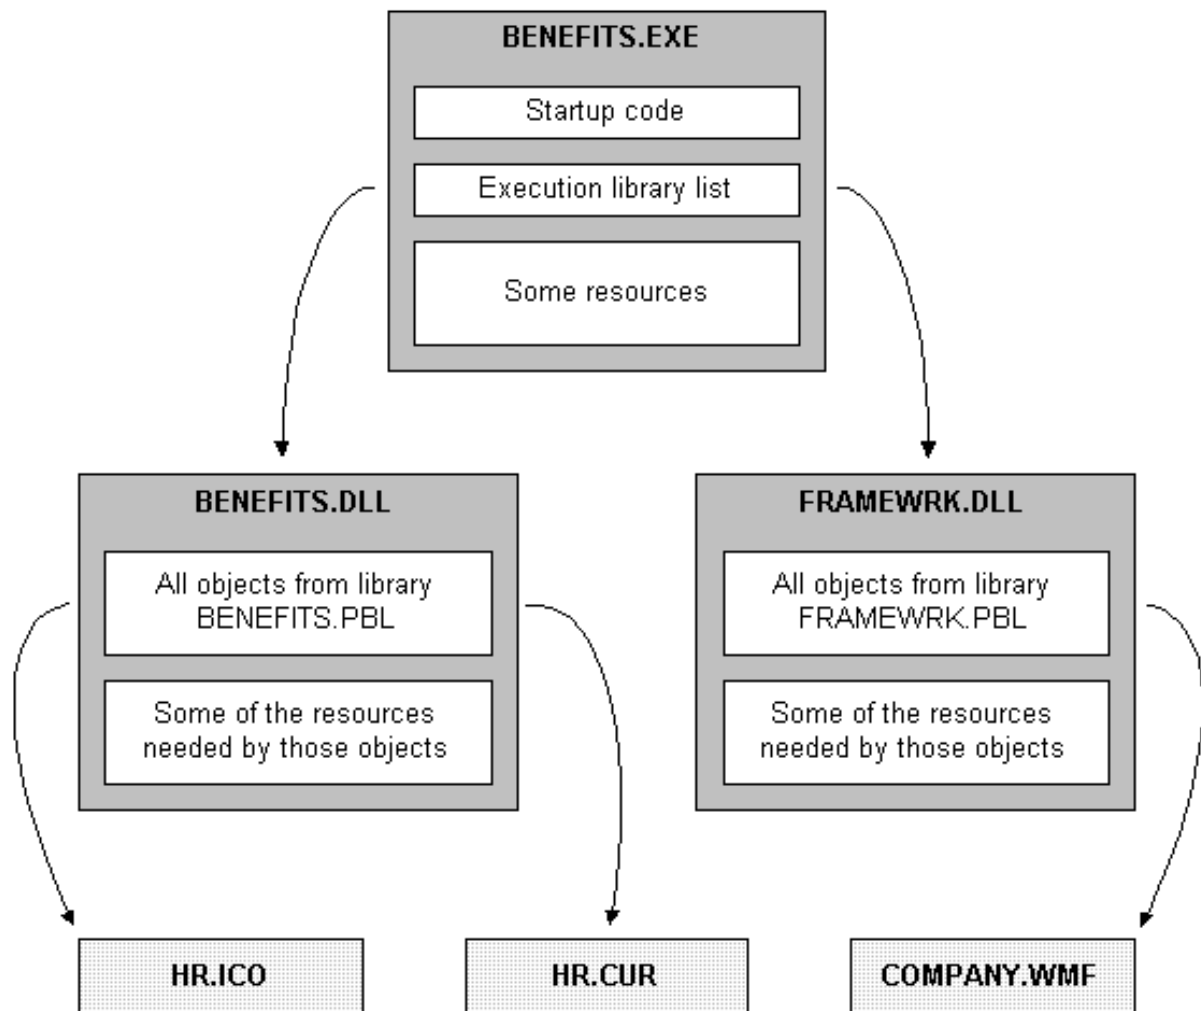 BENEFITS.EXE
Startup code
Execution library list
Some resources
BENEFITS.DLL
All objects from library
BENEFITS.PBL
Some of the resources
needed by those objects
FRAMEWRK.DLL
All objects from library
FRAMEWRK.PBL
Some of the resources
needed by those objects
HR.ICO
HR.CUR
COMPANY.WMF